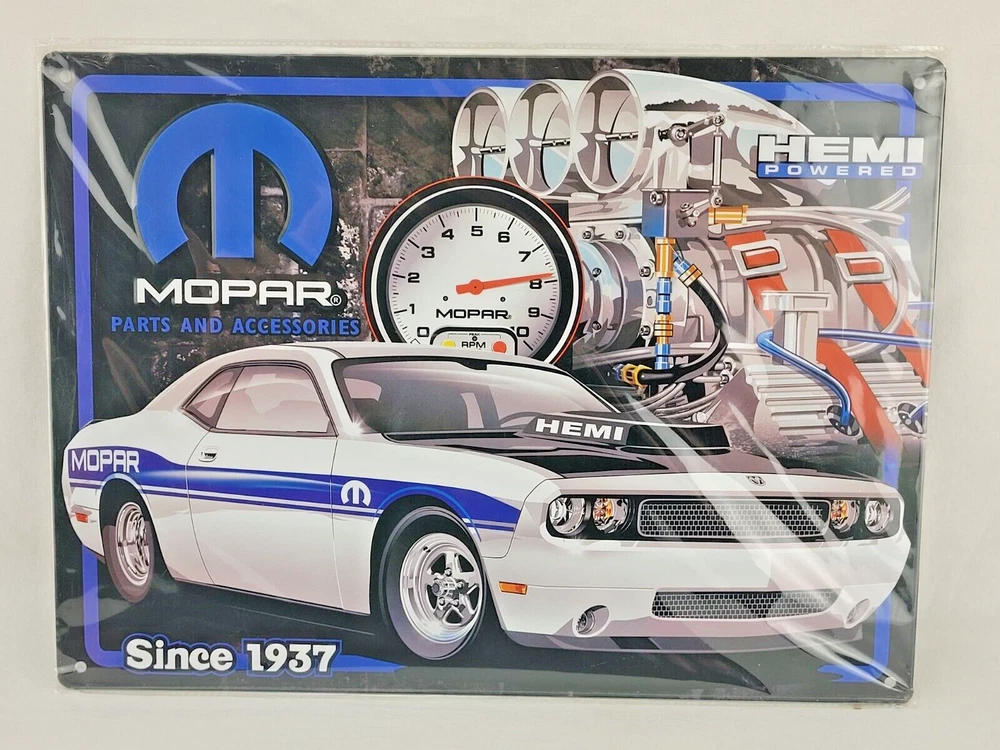 HEMI
POWERED
MOPAR®
PARTS AND ACCESSORIES
0 2 3 4 5 6 7 8 9 10
MOPAR
RPM
HEMI
MOPAR
Since 1937